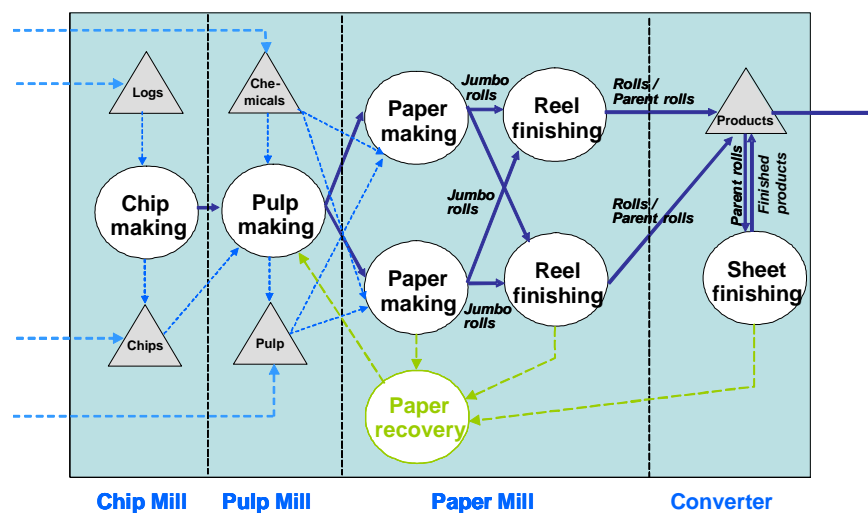 Logs
Che-
micals
Paper
making
Jumbo
rolls
Reel
finishing
Rolls /
Parent rolls
Products
Chip
making
Pulp
making
Jumbo
rolls
Rolls /
Parent rolls
Parent rolls
Finished
products
Paper
making
Jumbo
rolls
Reel
finishing
Sheet
finishing
Chips
Pulp
Paper
recovery
Chip Mill
Pulp Mill
Paper Mill
Converter